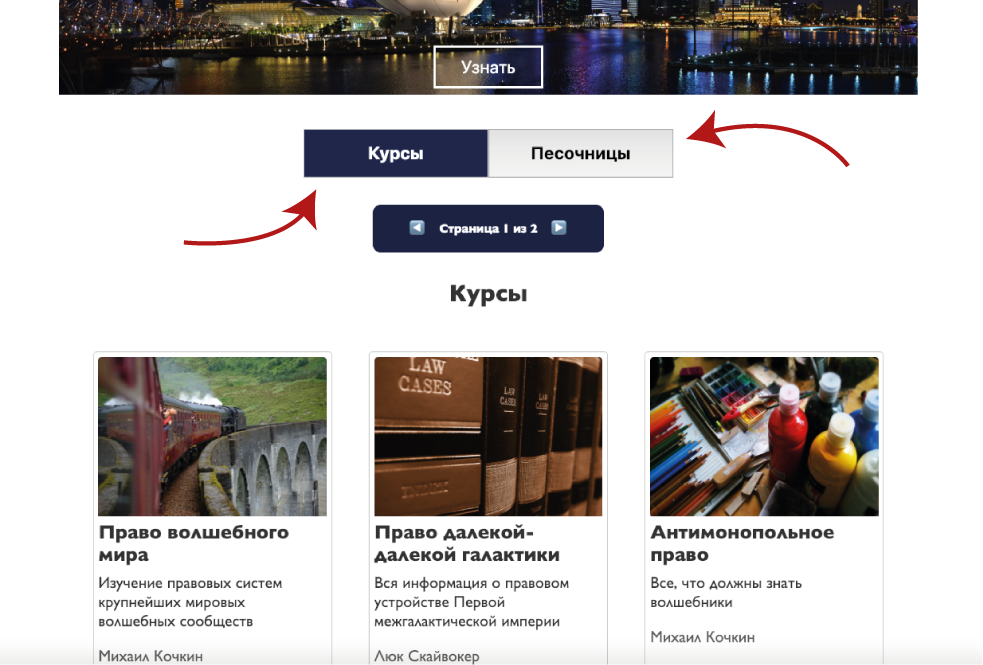 Узнать
Курсы
Песочницы
Страница 1 из 2
Курсы
LAW
CASES
LAW
CASES
LAW
CASES
Право волшебного
мира
Изучение правовых систем
крупнейших мировых
волшебных сообществ
Михаил Кочкин
Право далекой-
далекой галактики
Вся информация о правовом
устройстве Первой
межгалактической империи
Люк Скайвокер
Антимонопольное
право
Все, что должны знать
волшебники
Михаил Кочкин